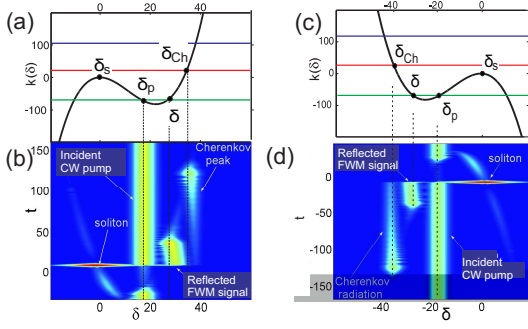 (a)
k(δ)
100
0
-100
δs
δp
δ
δCh
0
20
40
(b)
Incident
CW pump
Cherenkov
peak
soliton
Reflected
FWM signal
t
150
100
50
0
0
20
40
60
δ
(c)
k(δ)
100
0
-100
δCh
δ
δp
δs
-40
-20
0
(d)
Reflected
FWM signal
soliton
Incident
CW pump
Cherenkov
radiation
t
0
-50
-100
-150
-40
-20
0
δ